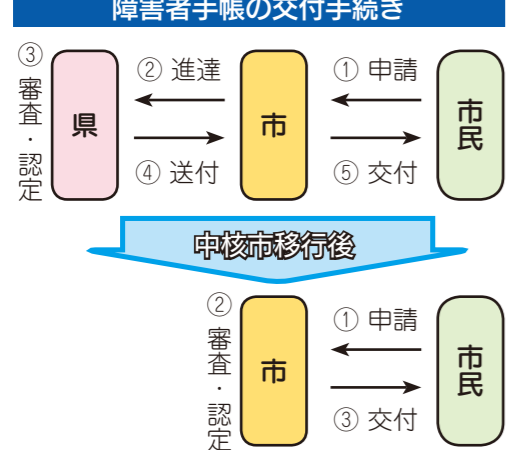 障害者手帳の交付手続き
③
審査・認定
県
② 進達
④ 送付
市
① 申請
⑤ 交付
市民
中核市移行後
②
審査・認定
市
① 申請
③ 交付
市民